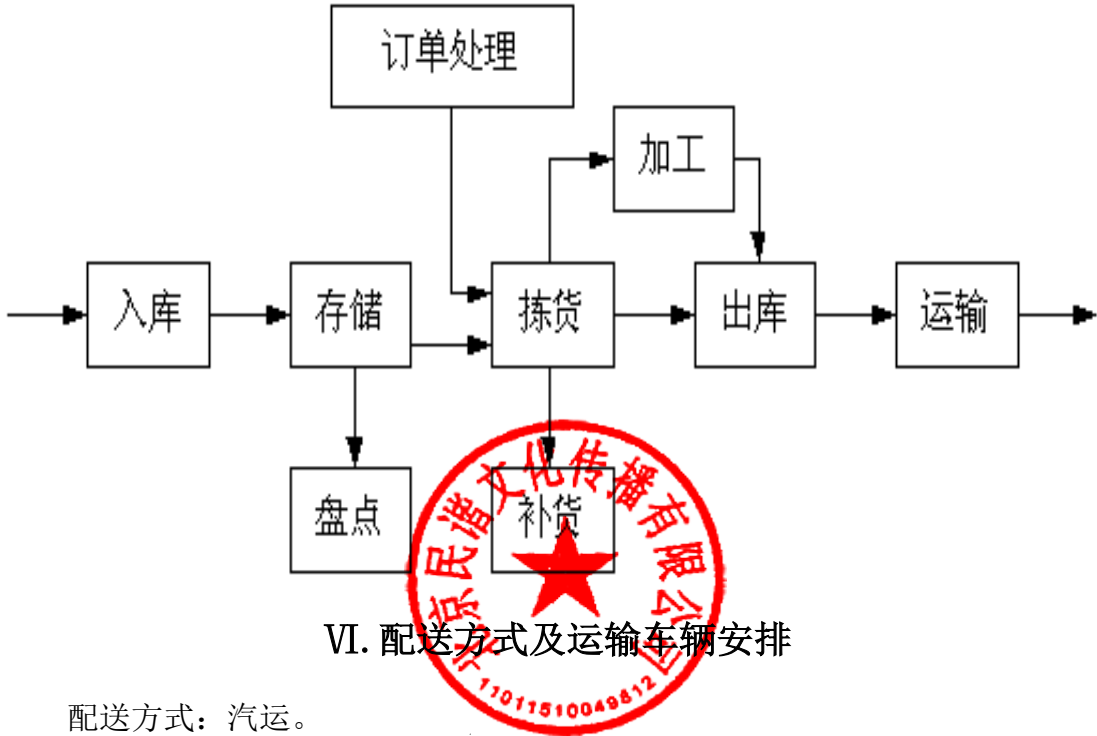 订单处理
加工
入库
存储
拣货
出库
运输
盘点
补货
北京民谐文化传播有限公司
11011510049812
Ⅵ. 配送方式及运输车辆安排
配送方式：汽运。